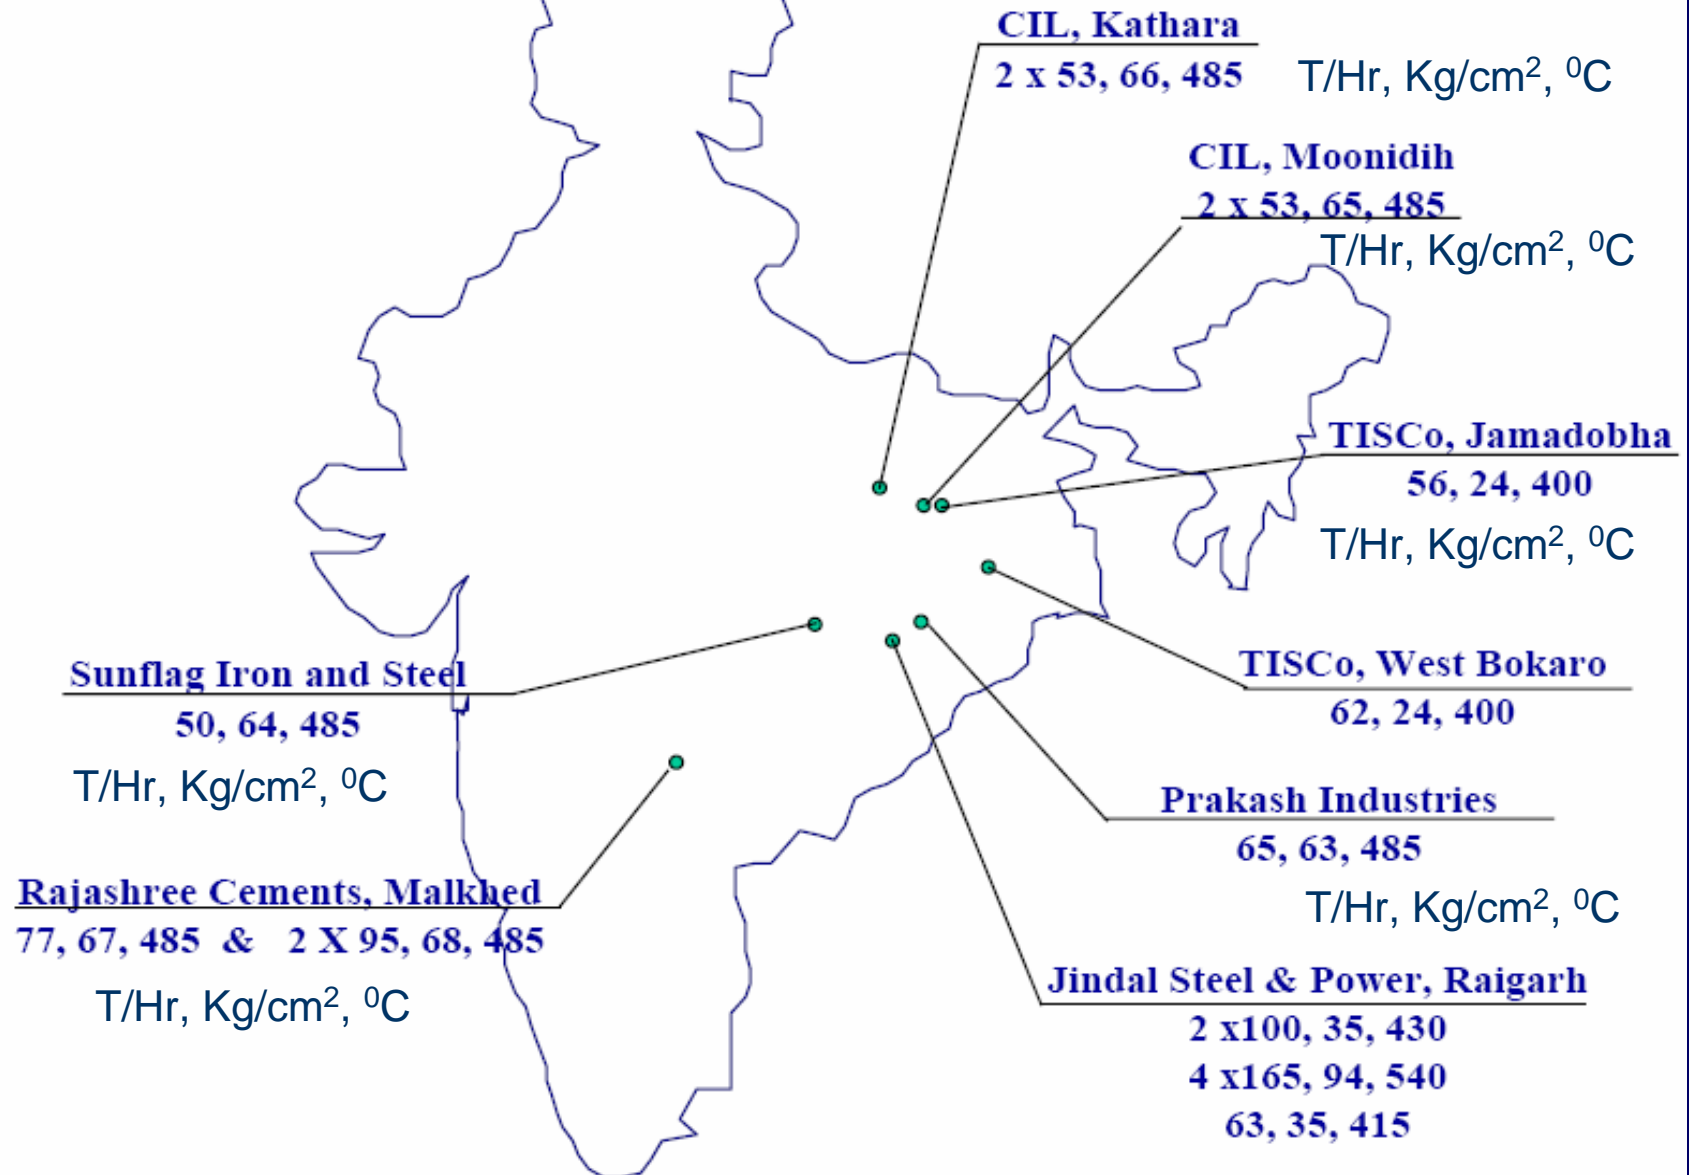 CIL, Kathara
2 x 53, 66, 485
T/Hr, Kg/cm², ⁰C
CIL, Moonidih
2 x 53, 65, 485
T/Hr, Kg/cm², ⁰C
TISCo, Jamadobha
56, 24, 400
T/Hr, Kg/cm², ⁰C
TISCo, West Bokaro
62, 24, 400
Sunflag Iron and Steel
50, 64, 485
T/Hr, Kg/cm², ⁰C
Prakash Industries
65, 63, 485
T/Hr, Kg/cm², ⁰C
Rajashree Cements, Malkhed
77, 67, 485 & 2 X 95, 68, 485
T/Hr, Kg/cm², ⁰C
Jindal Steel & Power, Raigarh
2 x100, 35, 430
4 x165, 94, 540
63, 35, 415